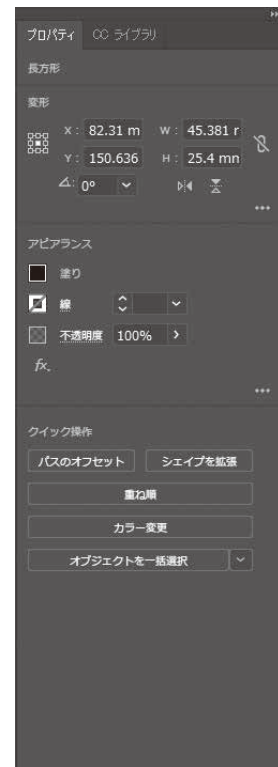 プロパティ CC ライブラリ
長方形
変形
X: 82.31 m W: 45.381 r
Y: 150.636 H: 25.4 mn
0°
アピアランス
塗り
線
不透明度 100%
fx.
クイック操作
パスのオフセット シェイプを拡張
重ね順
カラー変更
オブジェクトを一括選択